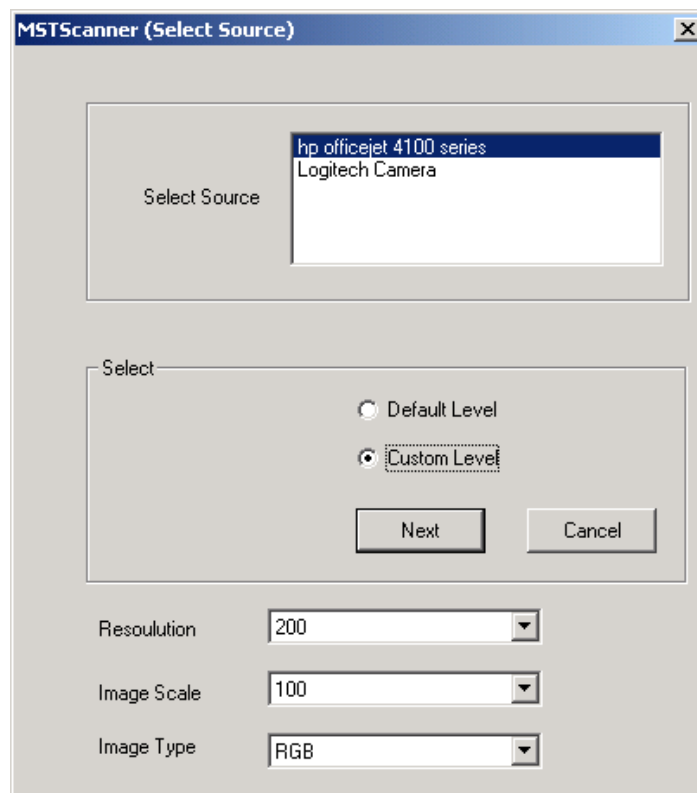 MSTScanner (Select Source)
hp officejet 4100 series
Logitech Camera
Select Source
Select
Default Level
Custom Level
Next Cancel
Resoulution 200
Image Scale 100
Image Type RGB